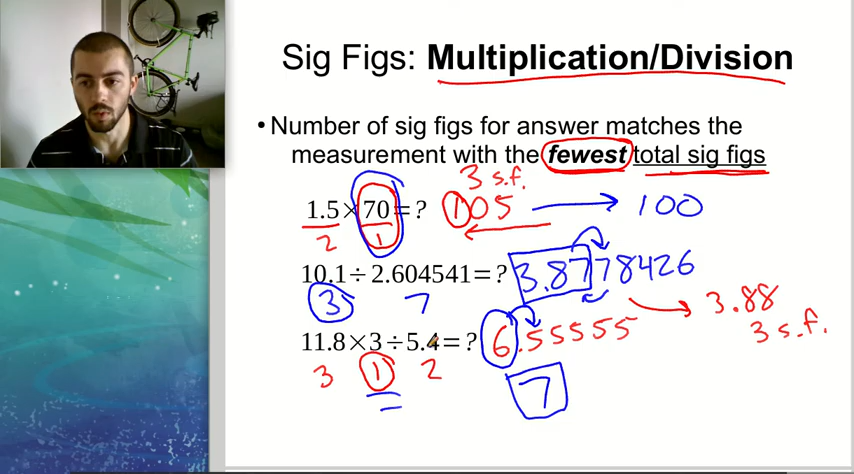 Sig Figs: Multiplication/Division
•Number of sig figs for answer matches the
measurement with the fewest total sig figs
3 s.f.
1.5×70=? 105 → 100
2 1
10.1÷2.604541=? 3.8778426
3 7 3.88
3 s.f.
11.8×3÷5.4=? 6.55555
3 1 2 7